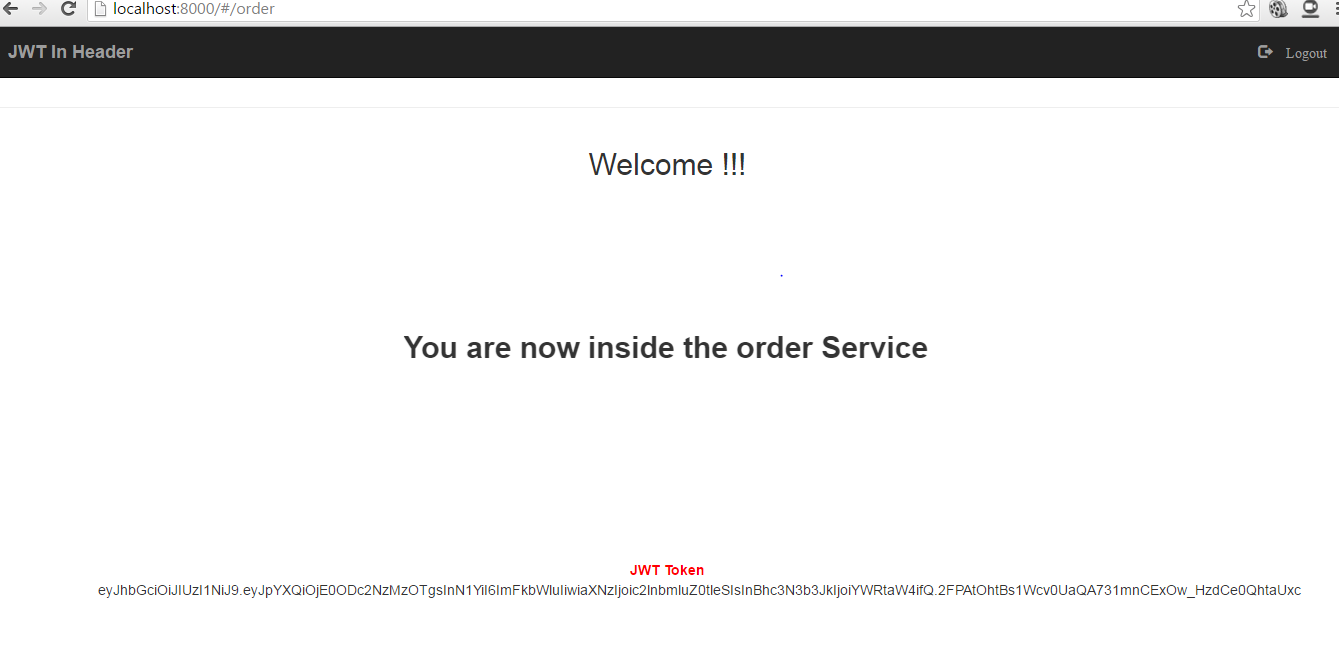 localhost:8000/#/order
JWT In Header
Logout
Welcome !!!
You are now inside the order Service
JWT Token
eyJhbGciOiJIUzI1NiJ9.eyJpYXQiOjE0ODc2NzMzOTgsInN1YiI6ImFkbWluIiwiaXNzIjoic2lnbmluZ0tleSIsInBhc3N3b3JkIjoiYWRtaW4ifQ.2FPAtOhtBs1Wcv0UaQA731mnCExOw_HzdCe0QhtaUxc